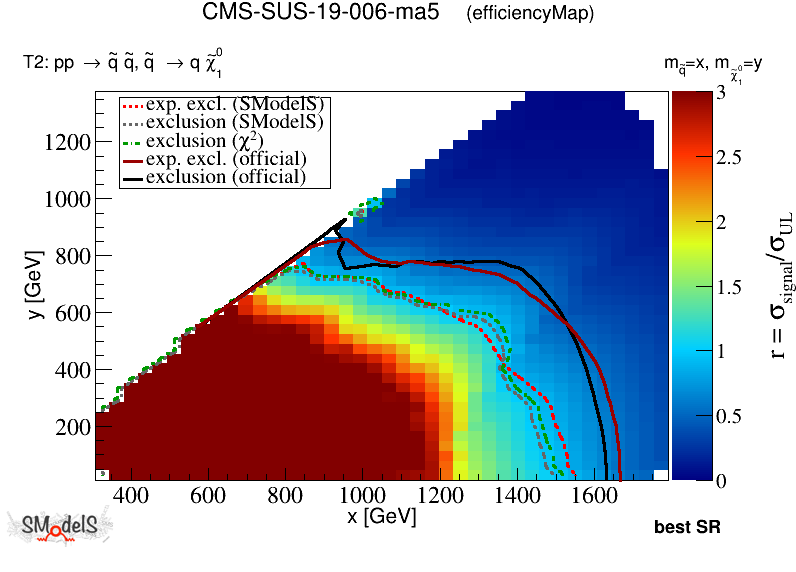 CMS-SUS-19-006-ma5 (efficiencyMap)
T2: pp → q̃ q̃, q̃ → q χ̃₁⁰
m_q̃=x, m_χ̃₁⁰=y
exp. excl. (SModelS)
exclusion (SModelS)
exclusion (χ²)
exp. excl. (official)
exclusion (official)
1200
1000
800
600
400
200
y [GeV]
400 600 800 1000 1200 1400 1600
x [GeV]
3
2.5
2
1.5
1
0.5
0
r = σ_signal/σ_UL
SModelS
best SR